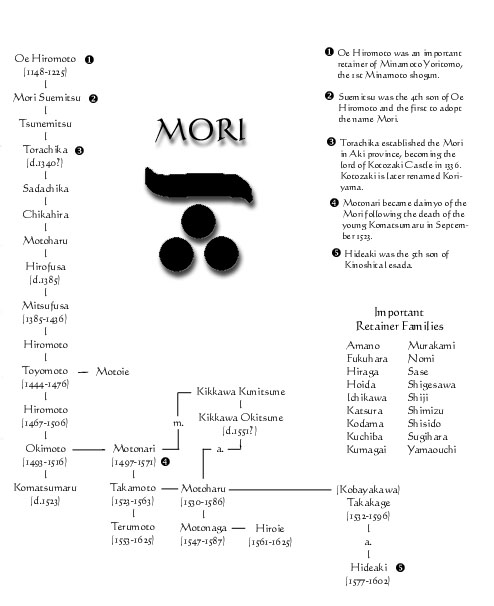 Oe Hiromoto ❶
(1148-1225)
Mori Suemitsu ❷
Tsunemitsu
Torachika ❸
(d.1340?)
Sadachika
Chikahira
Motoharu
Hirofusa
(d.1385)
Mitsufusa
(1385-1436)
Hiromoto
Toyomoto
(1444-1476)
Motoie
Hiromoto
(1467-1506)
Okimoto
(1493-1516)
Komatsumaru
(d.1523)
MORI
Kikkawa Kunitsune
m.
Kikkawa Okitsune
(d.1551?)
a.
Motonari
(1497-1571) ❹
Takamoto
(1523-1563)
Terumoto
(1553-1625)
Motoharu
(1530-1586)
Motonaga
(1547-1587)
Hiroie
(1561-1625)
(Kobayakawa)
Takakage
(1532-1596)
a.
Hideaki ❺
(1577-1602)
❶ Oe Hiromoto was an important
retainer of Minamoto Yoritomo,
the 1st Minamoto shogun.
❷ Suemitsu was the 4th son of Oe
Hiromoto and the first to adopt
the name Mori.
❸ Torachika established the Mori
in Aki province, becoming the
lord of Kotozaki Castle in 1336.
Kotozaki is later renamed Kori-
yama.
❹ Motonari became daimyo of the
Mori following the death of the
young Komatsumaru in Septem-
ber 1523.
❺ Hideaki was the 5th son of
Kinoshita Iesada.
Important
Retainer Families
Amano Murakami
Fukuhara Nomi
Hiraga Sase
Hoida Shigesawa
Ichikawa Shiji
Katsura Shimizu
Kodama Shisido
Kuchiba Sugihara
Kumagai Yamaouchi